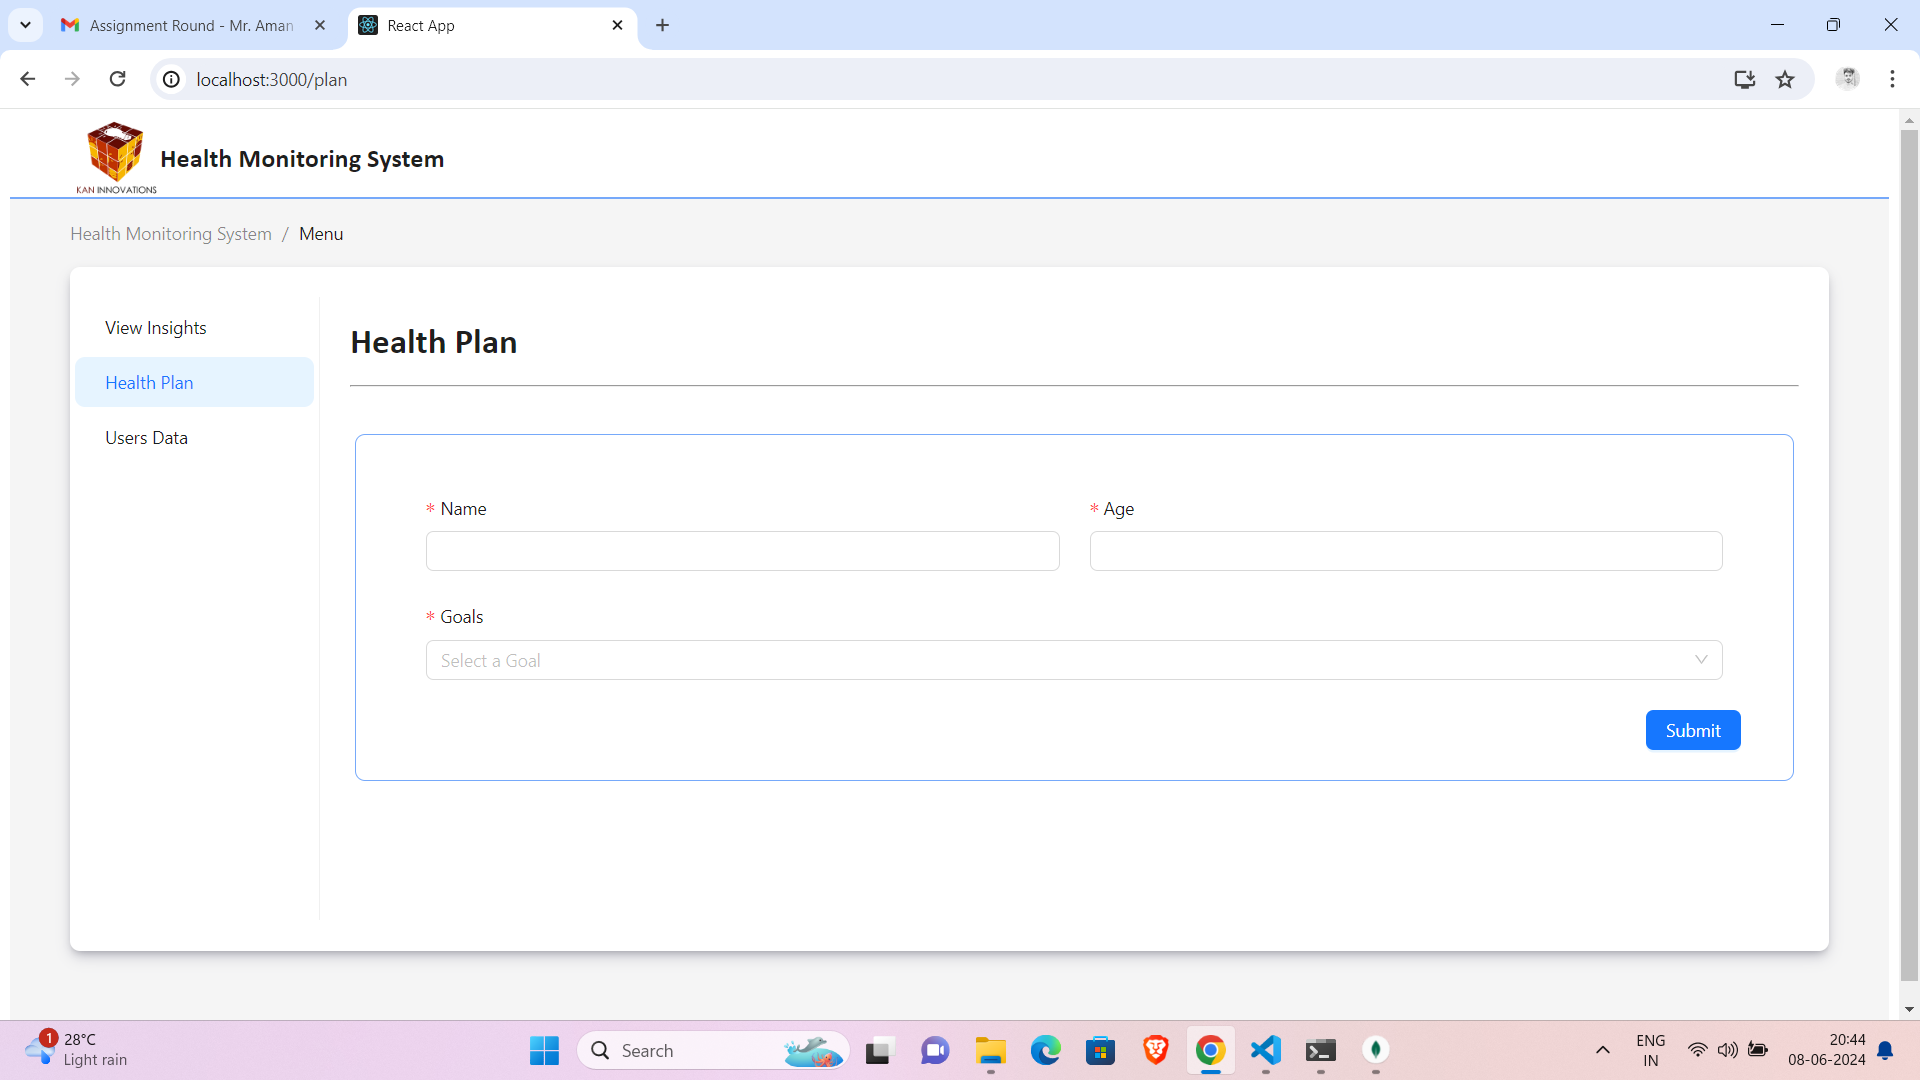 Assignment Round - Mr. Aman
React App
localhost:3000/plan
KAN INNOVATIONS
Health Monitoring System
Health Monitoring System / Menu
View Insights
Health Plan
Users Data
Health Plan
* Name
* Age
* Goals
Select a Goal
Submit
1
28°C
Light rain
Search
ENG
IN
20:44
08-06-2024